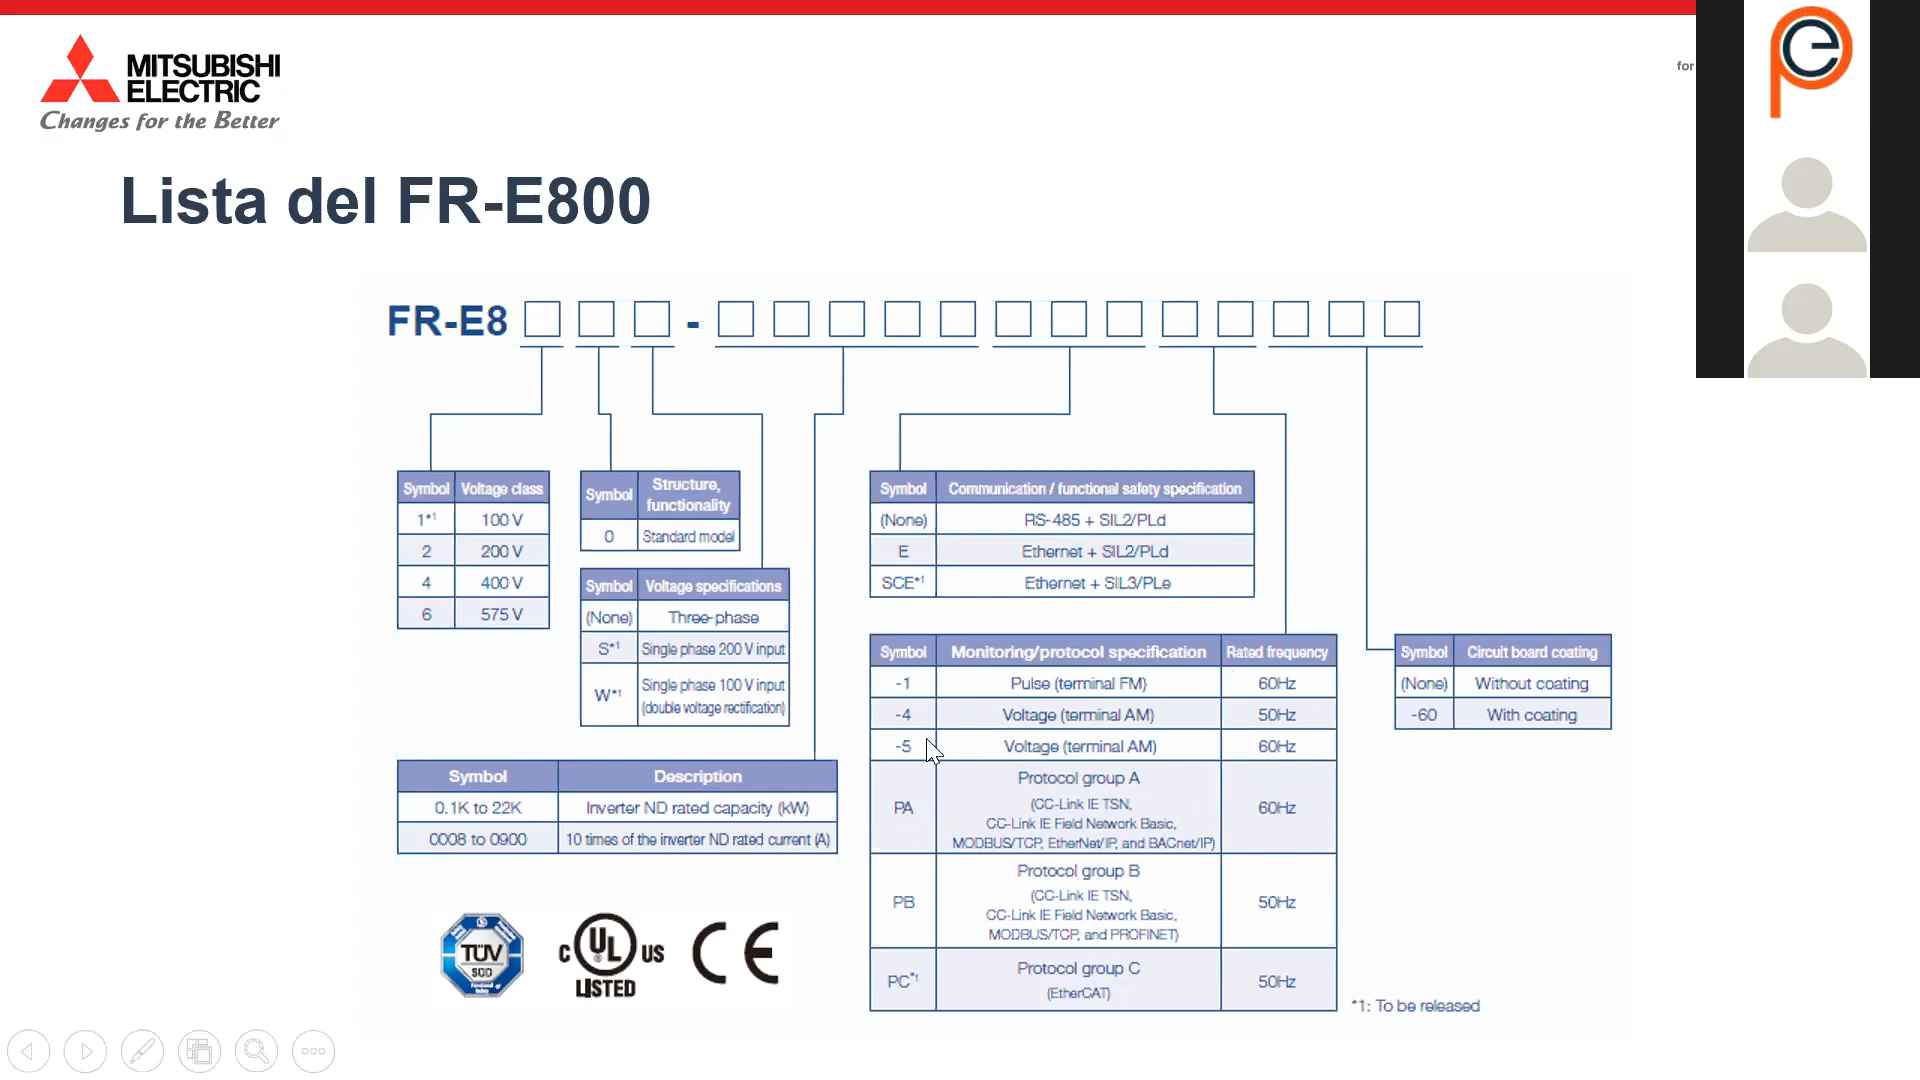 MITSUBISHI
ELECTRIC
Changes for the Better
for
Lista del FR-E800
FR-E8 -
Symbol Voltage class
1*1 100 V
2 200 V
4 400 V
6 575 V
Symbol Structure, functionality
0 Standard model
Symbol Voltage specifications
(None) Three-phase
S*1 Single phase 200 V input
W*1 Single phase 100 V input
(double voltage rectification)
Symbol Description
0.1K to 22K Inverter ND rated capacity (kW)
0008 to 0900 10 times of the inverter ND rated current (A)
Symbol Communication / functional safety specification
(None) RS-485 + SIL2/PLd
E Ethernet + SIL2/PLd
SCE*1 Ethernet + SIL3/PLe
Symbol Monitoring/protocol specification Rated frequency
-1 Pulse (terminal FM) 60Hz
-4 Voltage (terminal AM) 50Hz
-5 Voltage (terminal AM) 60Hz
PA Protocol group A 60Hz
(CC-Link IE TSN,
CC-Link IE Field Network Basic,
MODBUS/TCP, EtherNet/IP, and BACnet/IP)
PB Protocol group B 50Hz
(CC-Link IE TSN,
CC-Link IE Field Network Basic,
MODBUS/TCP, and PROFINET)
PC*1 Protocol group C 50Hz
(EtherCAT)
Symbol Circuit board coating
(None) Without coating
-60 With coating
*1: To be released
TÜV
SÜD
C UL US
LISTED
CE